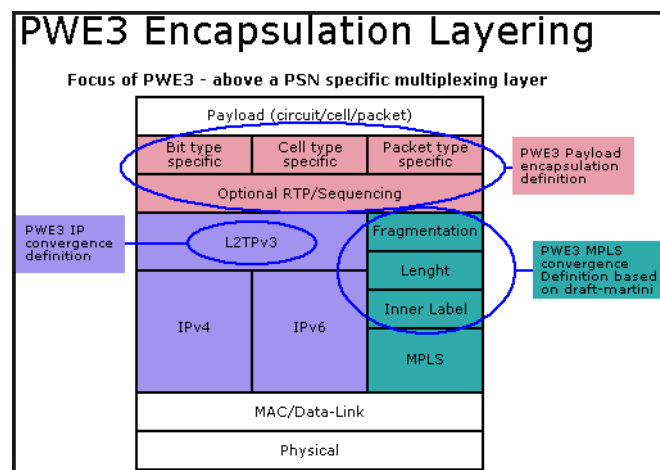 PWE3 Encapsulation Layering
Focus of PWE3 - above a PSN specific multiplexing layer
Payload (circuit/cell/packet)
Bit type
specific
Cell type
specific
Packet type
specific
Optional RTP/Sequencing
PWE3 Payload
encapsulation
definition
PWE3 IP
convergence
definition
L2TPv3
Fragmentation
Lenght
Inner Label
PWE3 MPLS
convergence
Definition based
on draft-martini
IPv4
IPv6
MPLS
MAC/Data-Link
Physical